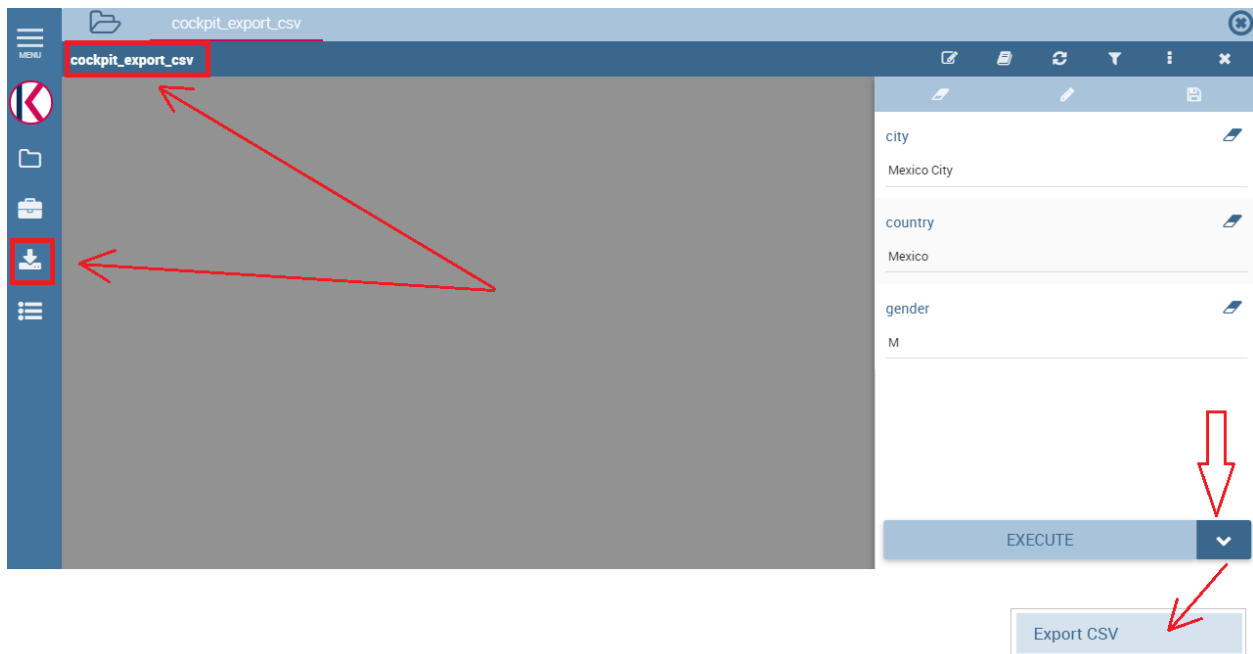 cockpit_export_csv
MENU
cockpit_export_csv
K
city
Mexico City
country
Mexico
gender
M
EXECUTE
Export CSV